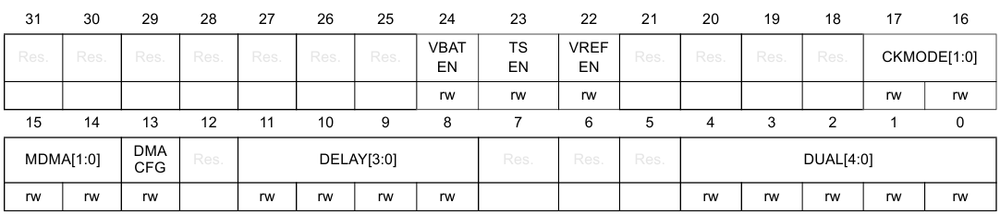 31 30 29 28 27 26 25 24 23 22 21 20 19 18 17 16
Res. Res. Res. Res. Res. Res. Res. VBAT EN TS EN VREF EN Res. Res. Res. Res. CKMODE[1:0]
rw rw rw rw rw
15 14 13 12 11 10 9 8 7 6 5 4 3 2 1 0
MDMA[1:0] DMA CFG Res. DELAY[3:0] Res. Res. Res. DUAL[4:0]
rw rw rw rw rw rw rw rw rw rw rw rw